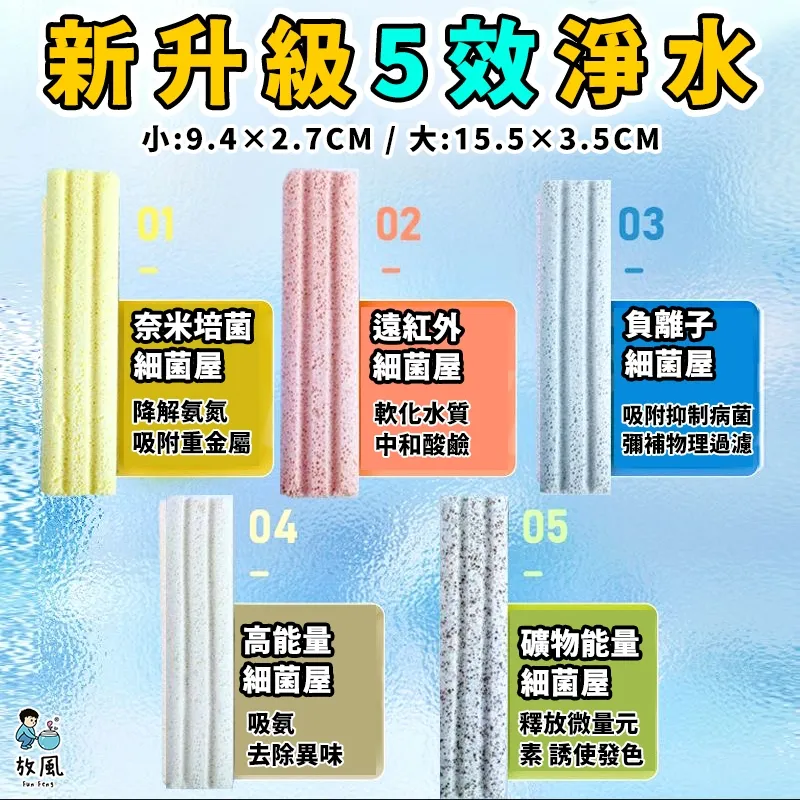 新升級5效淨水
小:9.4×2.7CM / 大:15.5×3.5CM
01
奈米培菌
細菌屋
降解氨氮
吸附重金屬
02
遠紅外
細菌屋
軟化水質
中和酸鹼
03
負離子
細菌屋
吸附抑制病菌
彌補物理過濾
04
高能量
細菌屋
吸氨
去除異味
05
礦物能量
細菌屋
釋放微量元
素 誘使發色
放風
Fun Feng